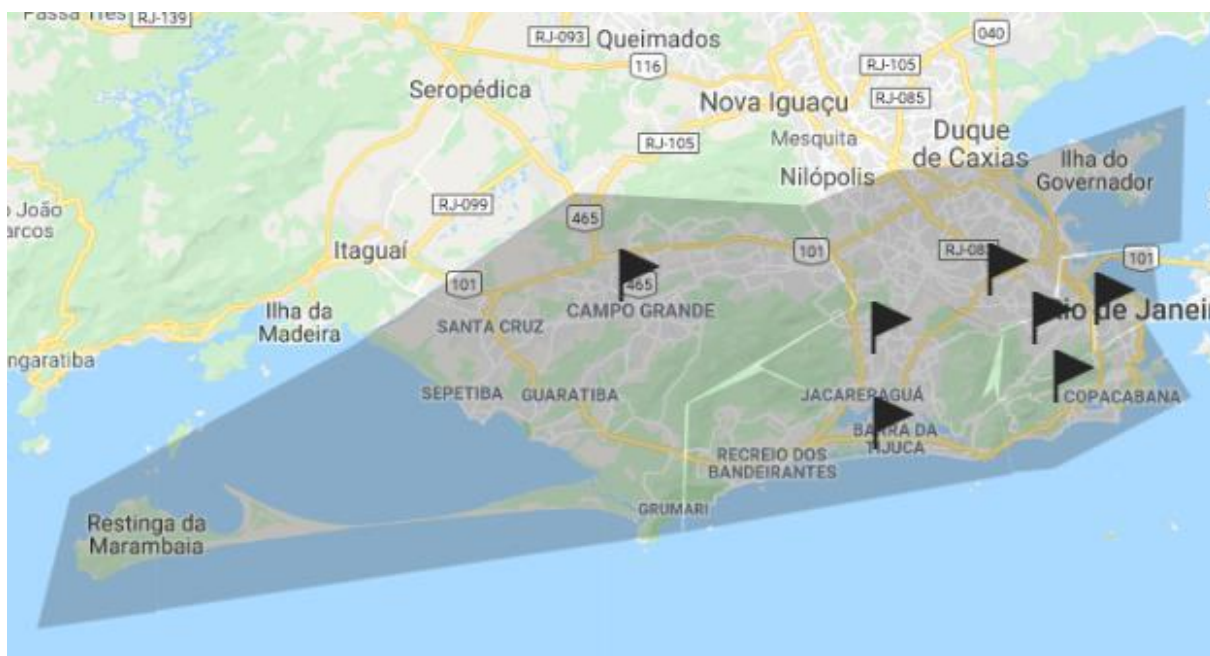 RJ-139
RJ-093
Queimados
040
116
RJ-105
Seropédica
Nova Iguaçu
RJ-085
Mesquita
Duque
de Caxias
RJ-105
Nilópolis
Ilha do
Governador
João
arcos
RJ-099
465
Itaguaí
101
RJ-08
101
101
465
Ilha da
Madeira
CAMPO GRANDE
io de Janeir
SANTA CRUZ
ngaratiba
SEPETIBA
GUARATIBA
JACAREPAGUÁ
COPACABANA
BARRA DA
TIJUCA
RECREIO DOS
BANDEIRANTES
GRUMARI
Restinga da
Marambaia